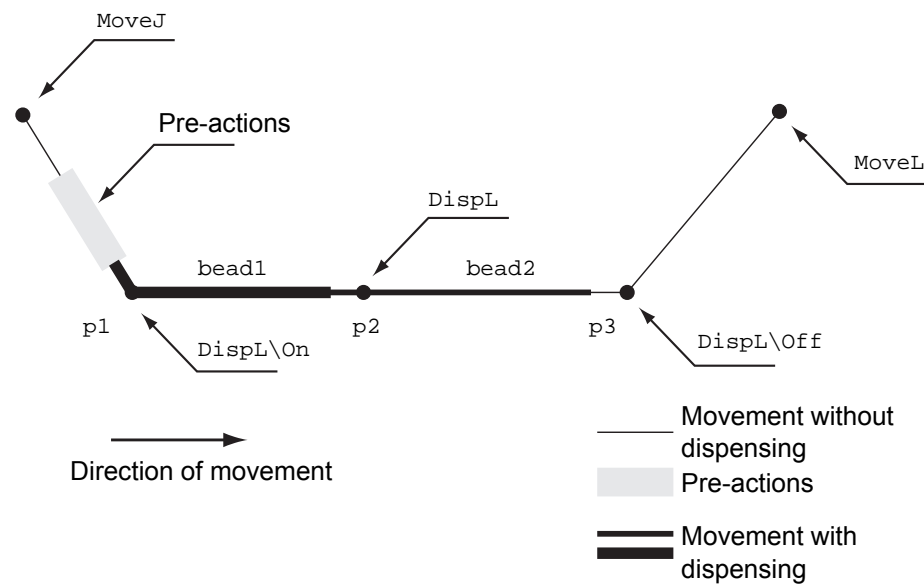 MoveJ
Pre-actions
MoveL
DispL
bead1
bead2
p1
p2
p3
DispL\On
DispL\Off
Direction of movement
Movement without
dispensing
Pre-actions
Movement with
dispensing